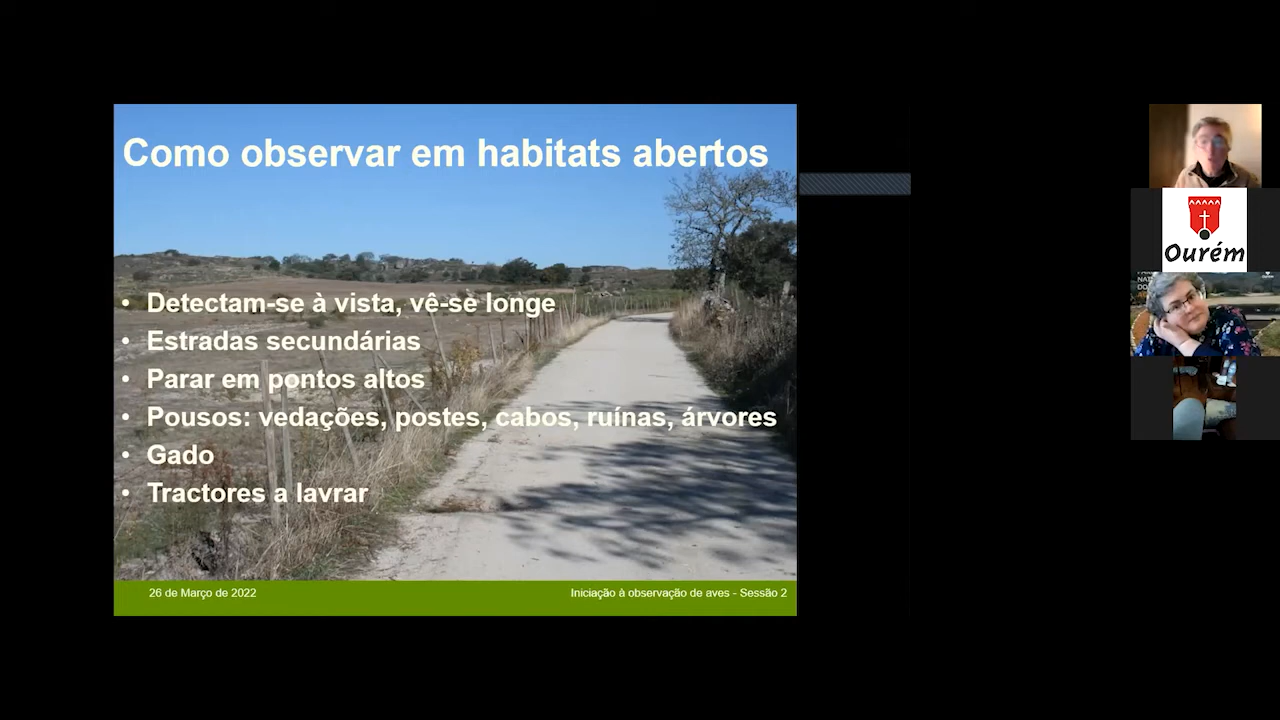 Como observar em habitats abertos
• Detectam-se à vista, vê-se longe
• Estradas secundárias
• Parar em pontos altos
• Pousos: vedações, postes, cabos, ruínas, árvores
• Gado
• Tractores a lavrar
26 de Março de 2022
Iniciação à observação de aves - Sessão 2
Ourém